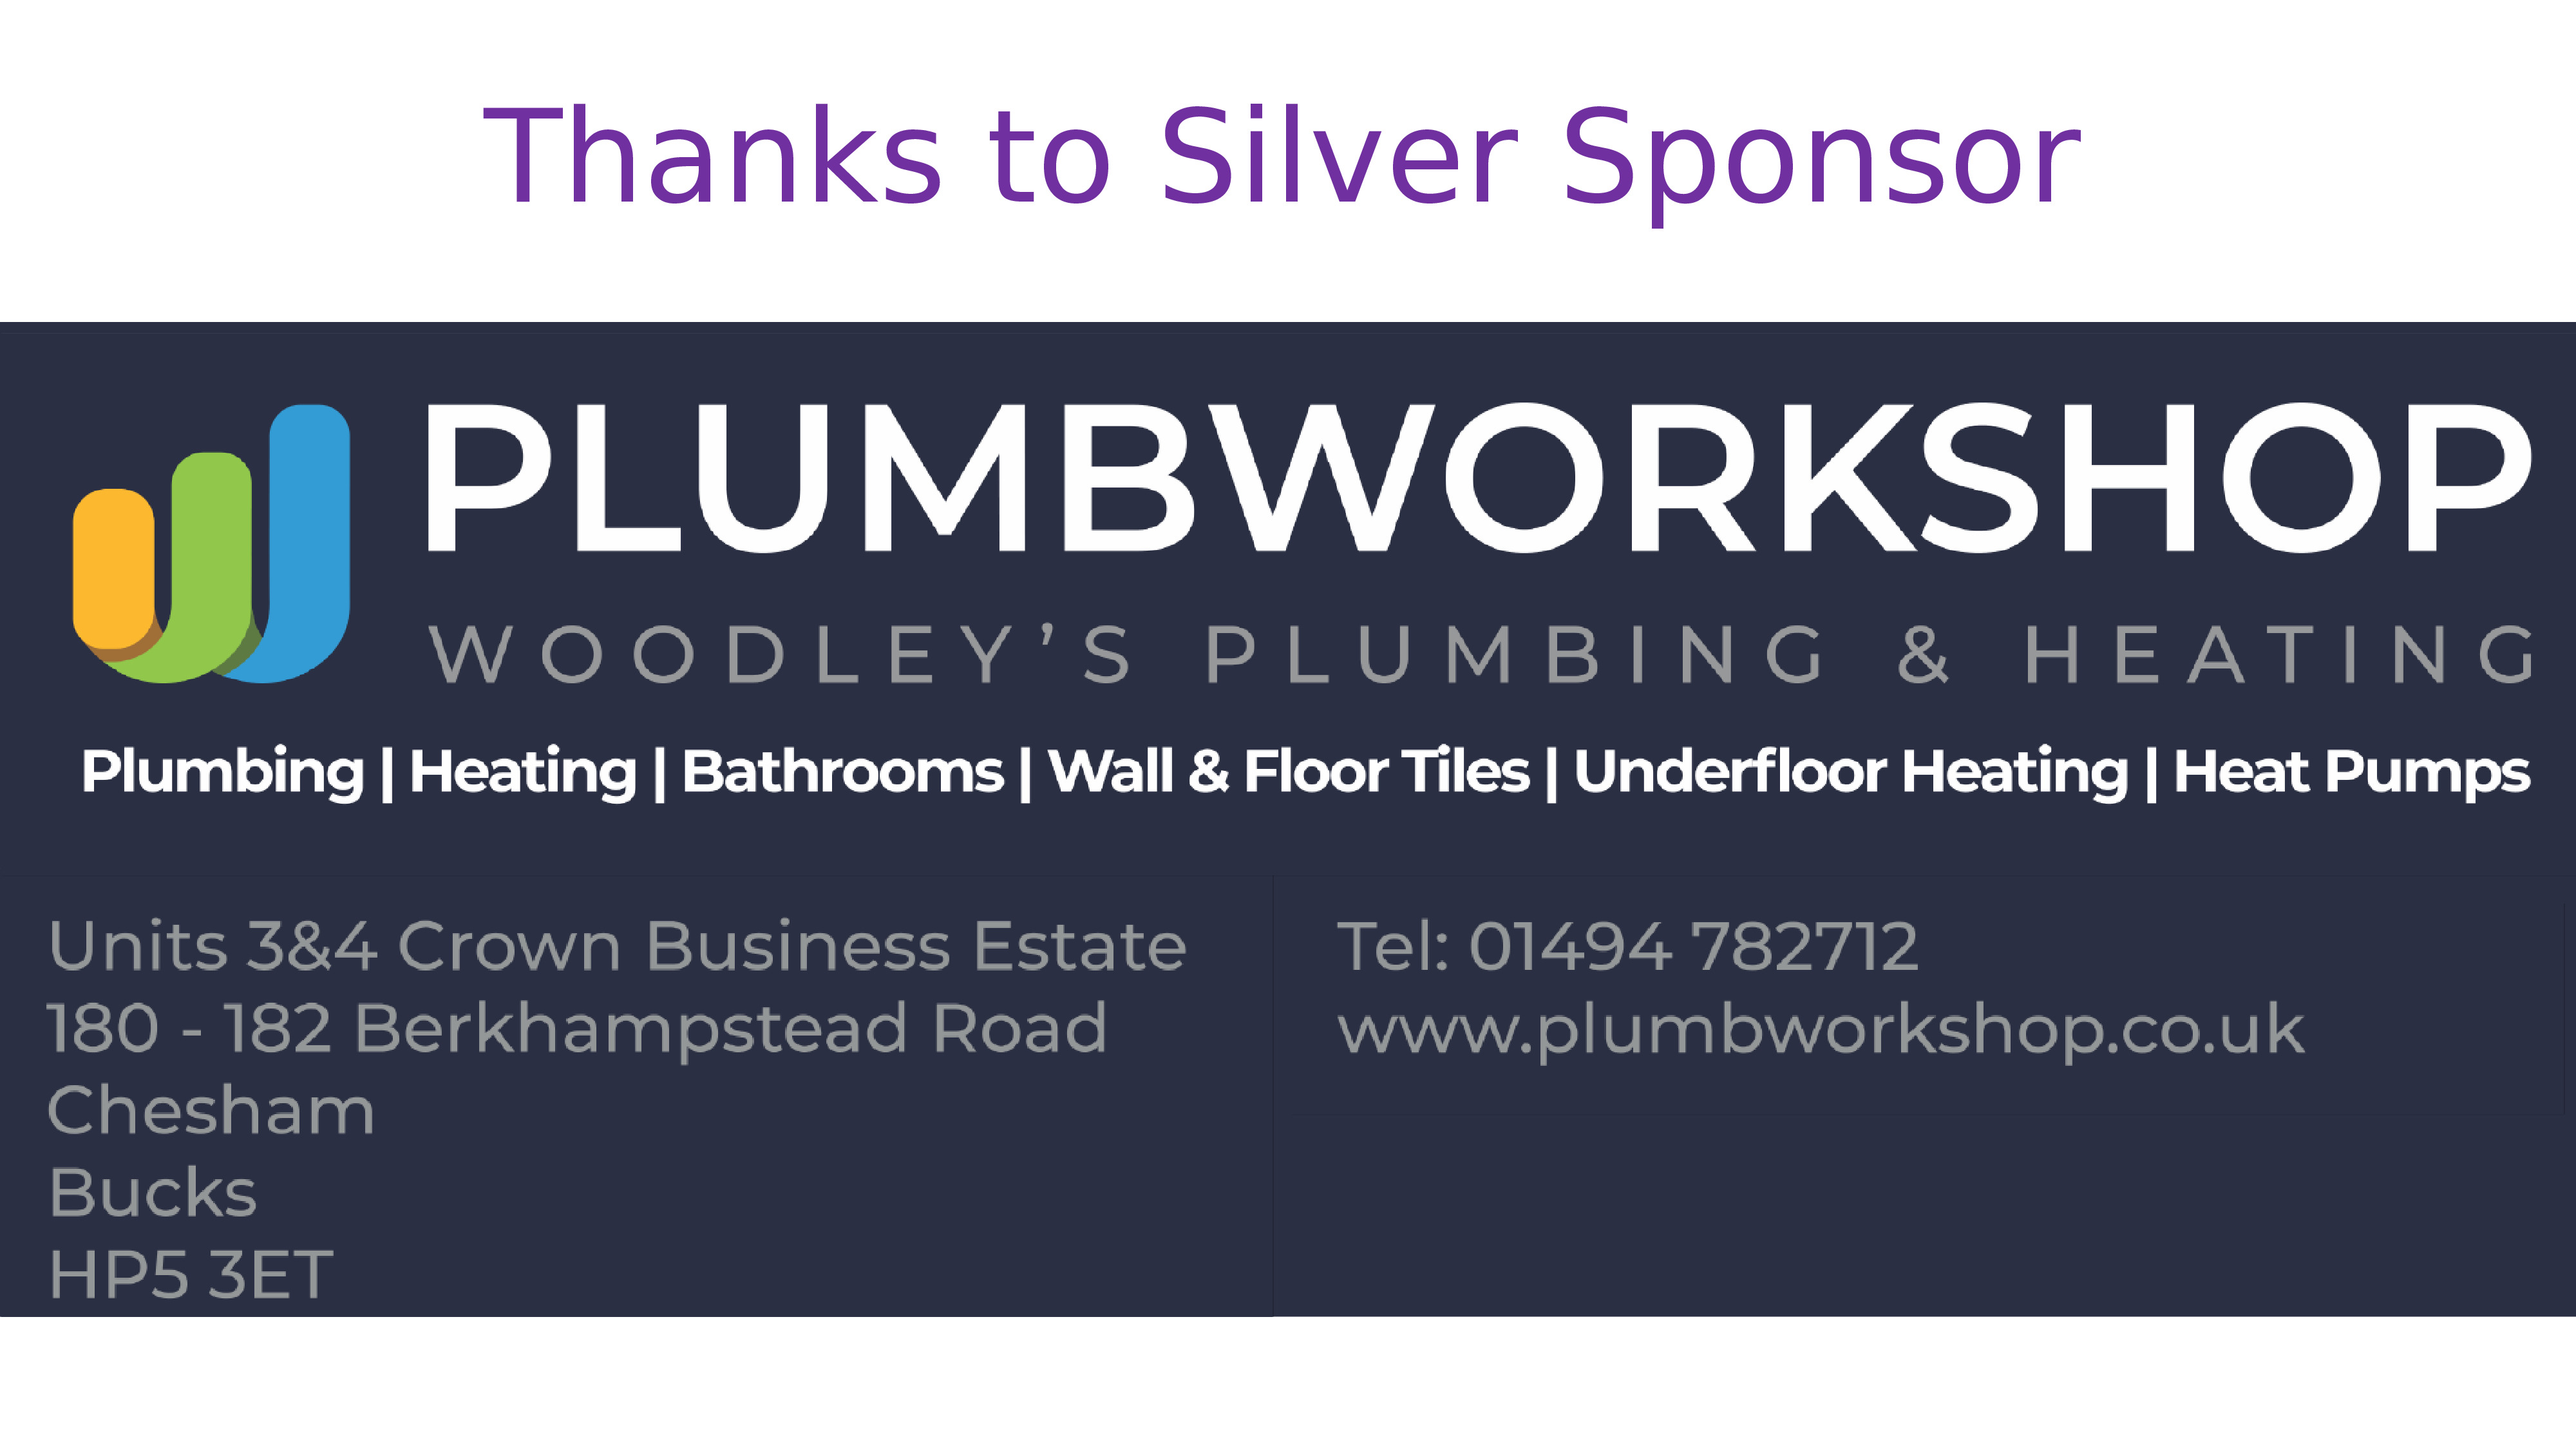 Thanks to Silver Sponsor
PLUMBWORKSHOP
WOODLEY’S PLUMBING & HEATING
Plumbing | Heating | Bathrooms | Wall & Floor Tiles | Underfloor Heating | Heat Pumps
Units 3&4 Crown Business Estate
180 - 182 Berkhampstead Road
Chesham
Bucks
HP5 3ET
Tel: 01494 782712
www.plumbworkshop.co.uk